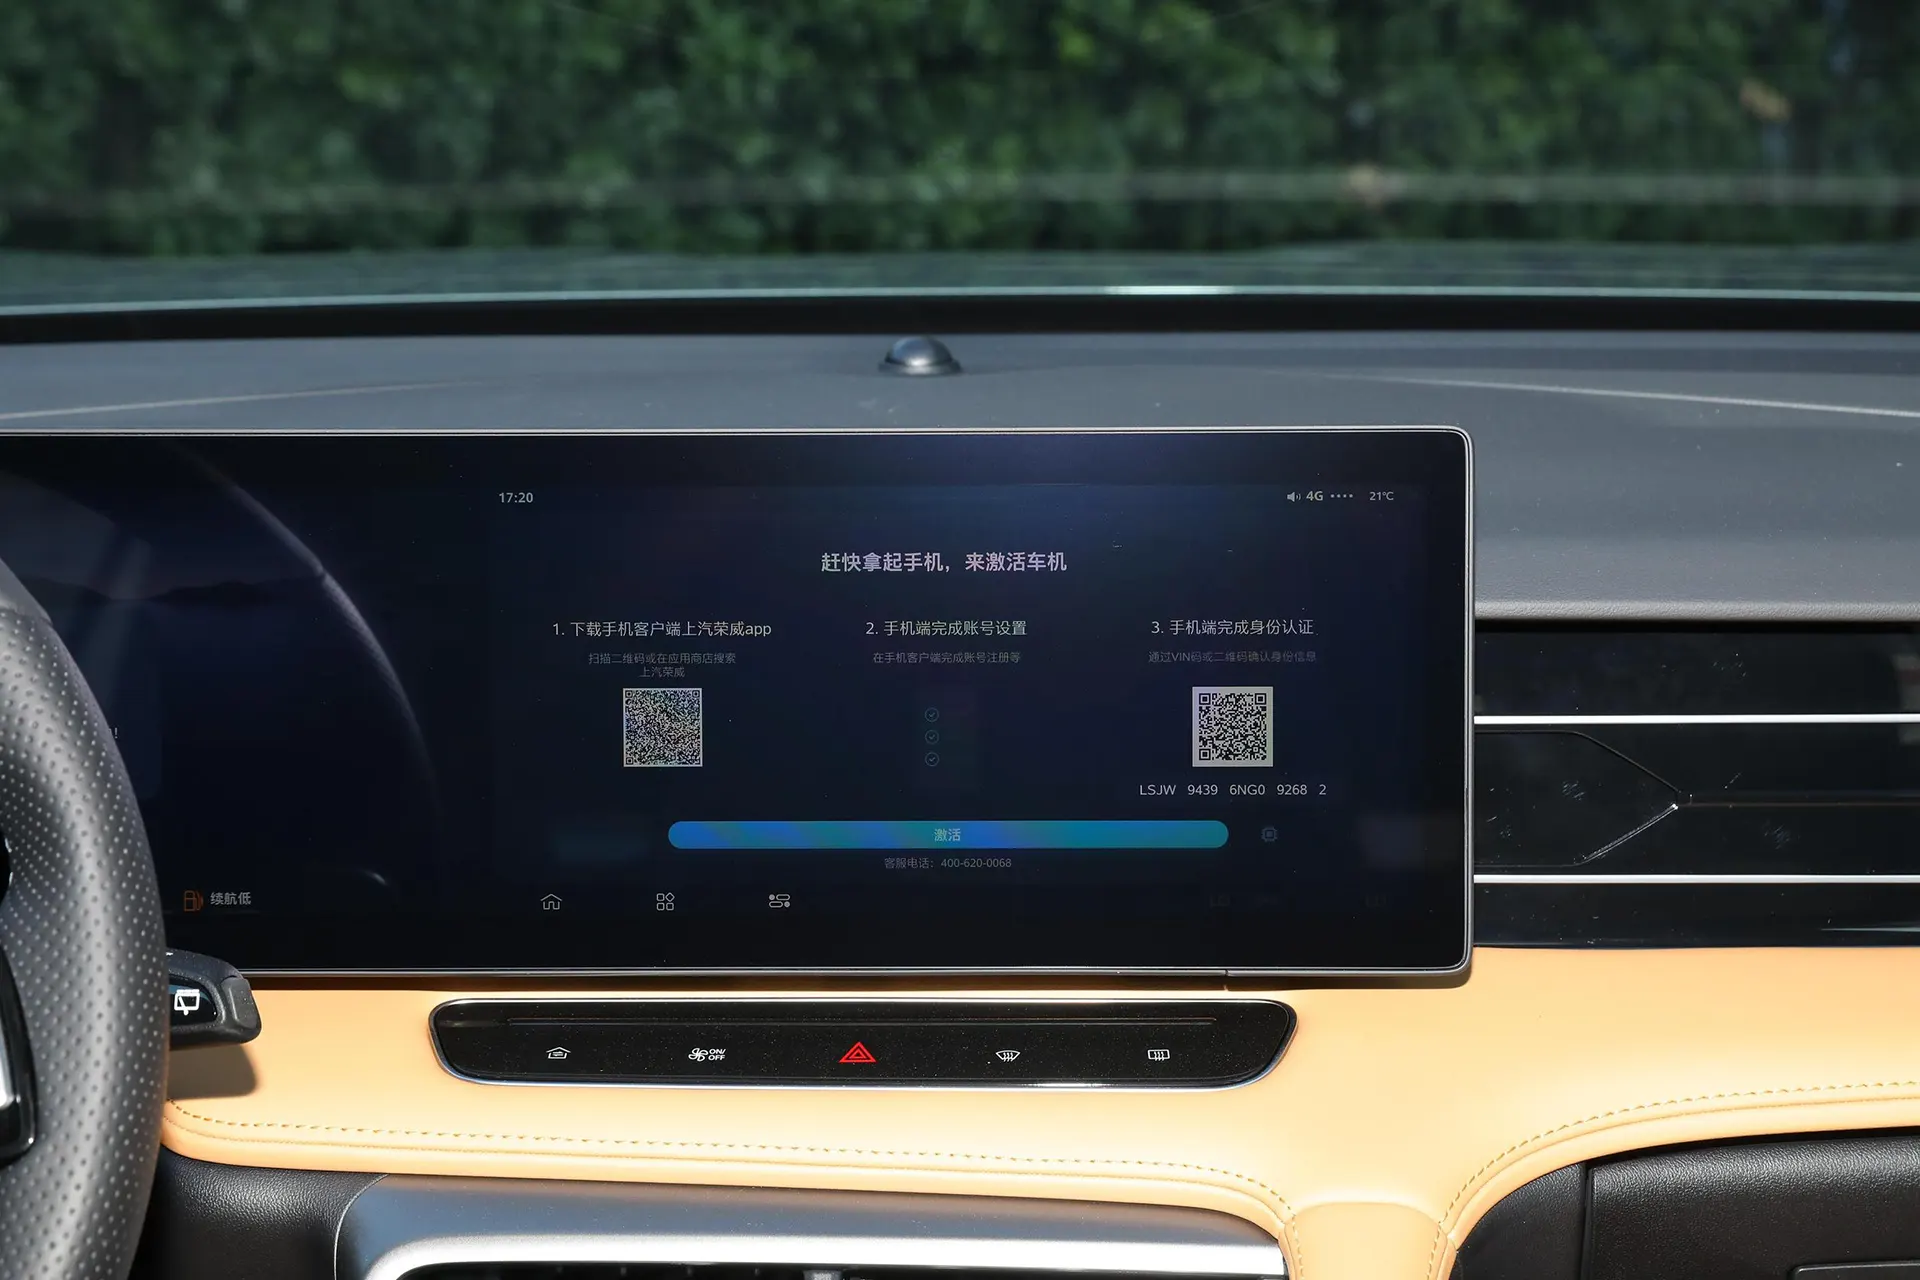 17:20
4G
21℃
赶快拿起手机，来激活车机
1. 下载手机客户端上汽荣威app
扫描二维码或在应用商店搜索
上汽荣威
2. 手机端完成账号设置
在手机客户端完成账号注册等
3. 手机端完成身份认证
通过VIN码或二维码确认身份信息
LSJW 9439 6NG0 9268 2
激活
客服电话：400-620-0068
续航低
ON/
OFF